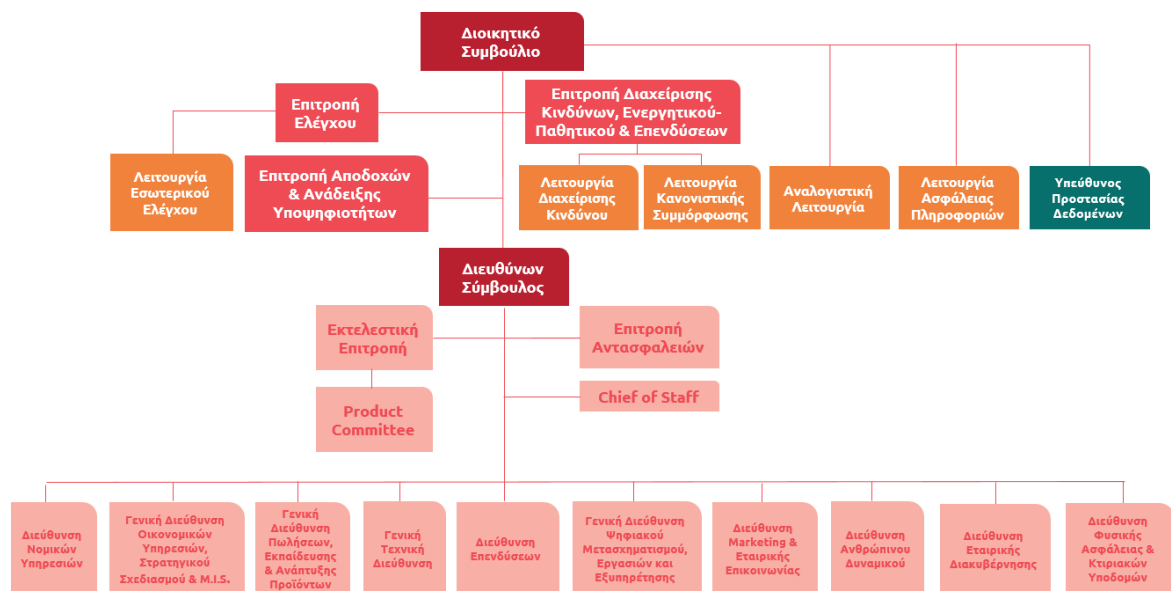 Διοικητικό
Συμβούλιο
Επιτροπή
Ελέγχου
Επιτροπή Διαχείρισης
Κινδύνων, Ενεργητικού-
Παθητικού & Επενδύσεων
Λειτουργία
Εσωτερικού
Ελέγχου
Επιτροπή Αποδοχών
& Ανάδειξης
Υποψηφιοτήτων
Λειτουργία
Διαχείρισης
Κινδύνου
Λειτουργία
Κανονιστικής
Συμμόρφωσης
Αναλογιστική
Λειτουργία
Λειτουργία
Ασφάλειας
Πληροφοριών
Υπεύθυνος
Προστασίας
Δεδομένων
Διευθύνων
Σύμβουλος
Εκτελεστική
Επιτροπή
Επιτροπή
Αντασφαλειών
Product
Committee
Chief of Staff
Διεύθυνση
Νομικών
Υπηρεσιών
Γενική Διεύθυνση
Οικονομικών
Υπηρεσιών,
Στρατηγικού
Σχεδιασμού & M.I.S.
Γενική
Διεύθυνση
Πωλήσεων,
Εκπαίδευσης
& Ανάπτυξης
Προϊόντων
Γενική
Τεχνική
Διεύθυνση
Διεύθυνση
Επενδύσεων
Γενική Διεύθυνση
Ψηφιακού
Μετασχηματισμού,
Εργασιών και
Εξυπηρέτησης
Διεύθυνση
Marketing &
Εταιρικής
Επικοινωνίας
Διεύθυνση
Ανθρώπινου
Δυναμικού
Διεύθυνση
Εταιρικής
Διακυβέρνησης
Διεύθυνση
Φυσικής
Ασφάλειας &
Κτιριακών
Υποδομών